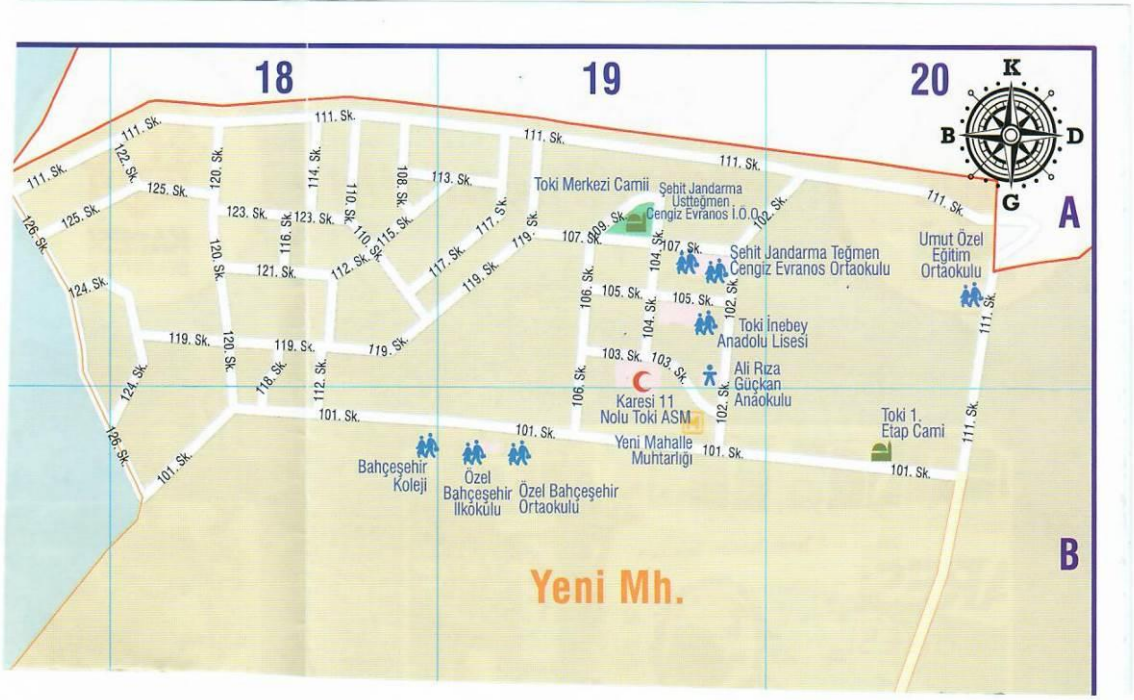 18
19
20
K
B
D
G
A
B
111. Sk.
111. Sk.
111. Sk.
111. Sk.
111. Sk.
111. Sk.
122. Sk.
120. Sk.
114. Sk.
110. Sk.
108. Sk.
113. Sk.
125. Sk.
125. Sk.
126. Sk.
123. Sk.
123. Sk.
116. Sk.
110. Sk.
115. Sk.
117. Sk.
119. Sk.
107. Sk.
109. Sk.
Toki Merkezi Camii
Şehit Jandarma
Üstteğmen
Cengiz Evranos İ.Ö.O.
102. Sk.
107. Sk.
104. Sk.
Şehit Jandarma Teğmen
Cengiz Evranos Ortaokulu
Umut Özel
Eğitim
Ortaokulu
120. Sk.
121. Sk.
112. Sk.
117. Sk.
119. Sk.
106. Sk.
105. Sk.
105. Sk.
102. Sk.
111. Sk.
124. Sk.
104. Sk.
Toki İnebey
Anadolu Lisesi
119. Sk.
120. Sk.
119. Sk.
119. Sk.
103. Sk.
103. Sk.
Ali Rıza
Güçkan
Anaokulu
124. Sk.
118. Sk.
112. Sk.
106. Sk.
102. Sk.
Karesi 11
Nolu Toki ASM
Toki 1.
Etap Cami
111. Sk.
126. Sk.
101. Sk.
101. Sk.
101. Sk.
Yeni Mahalle
Muhtarlığı
101. Sk.
101. Sk.
Bahçeşehir
Koleji
Özel
Bahçeşehir
İlkokulu
Özel Bahçeşehir
Ortaokulu
Yeni Mh.